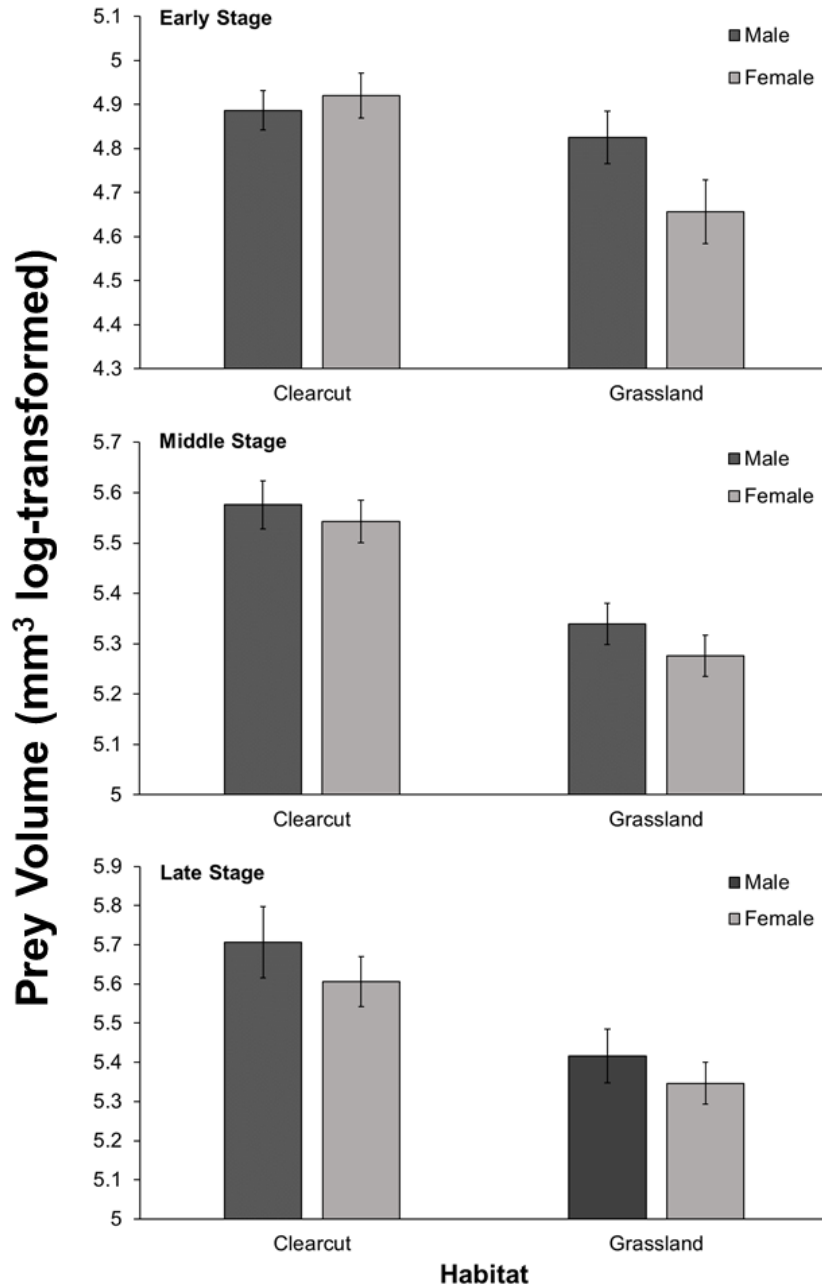 Prey Volume (mm³ log-transformed)
Early Stage
Male
Female
5.1
5
4.9
4.8
4.7
4.6
4.5
4.4
4.3
Clearcut Grassland
Middle Stage
Male
Female
5.7
5.6
5.5
5.4
5.3
5.2
5.1
5
Clearcut Grassland
Late Stage
Male
Female
5.9
5.8
5.7
5.6
5.5
5.4
5.3
5.2
5.1
5
Clearcut Grassland
Habitat